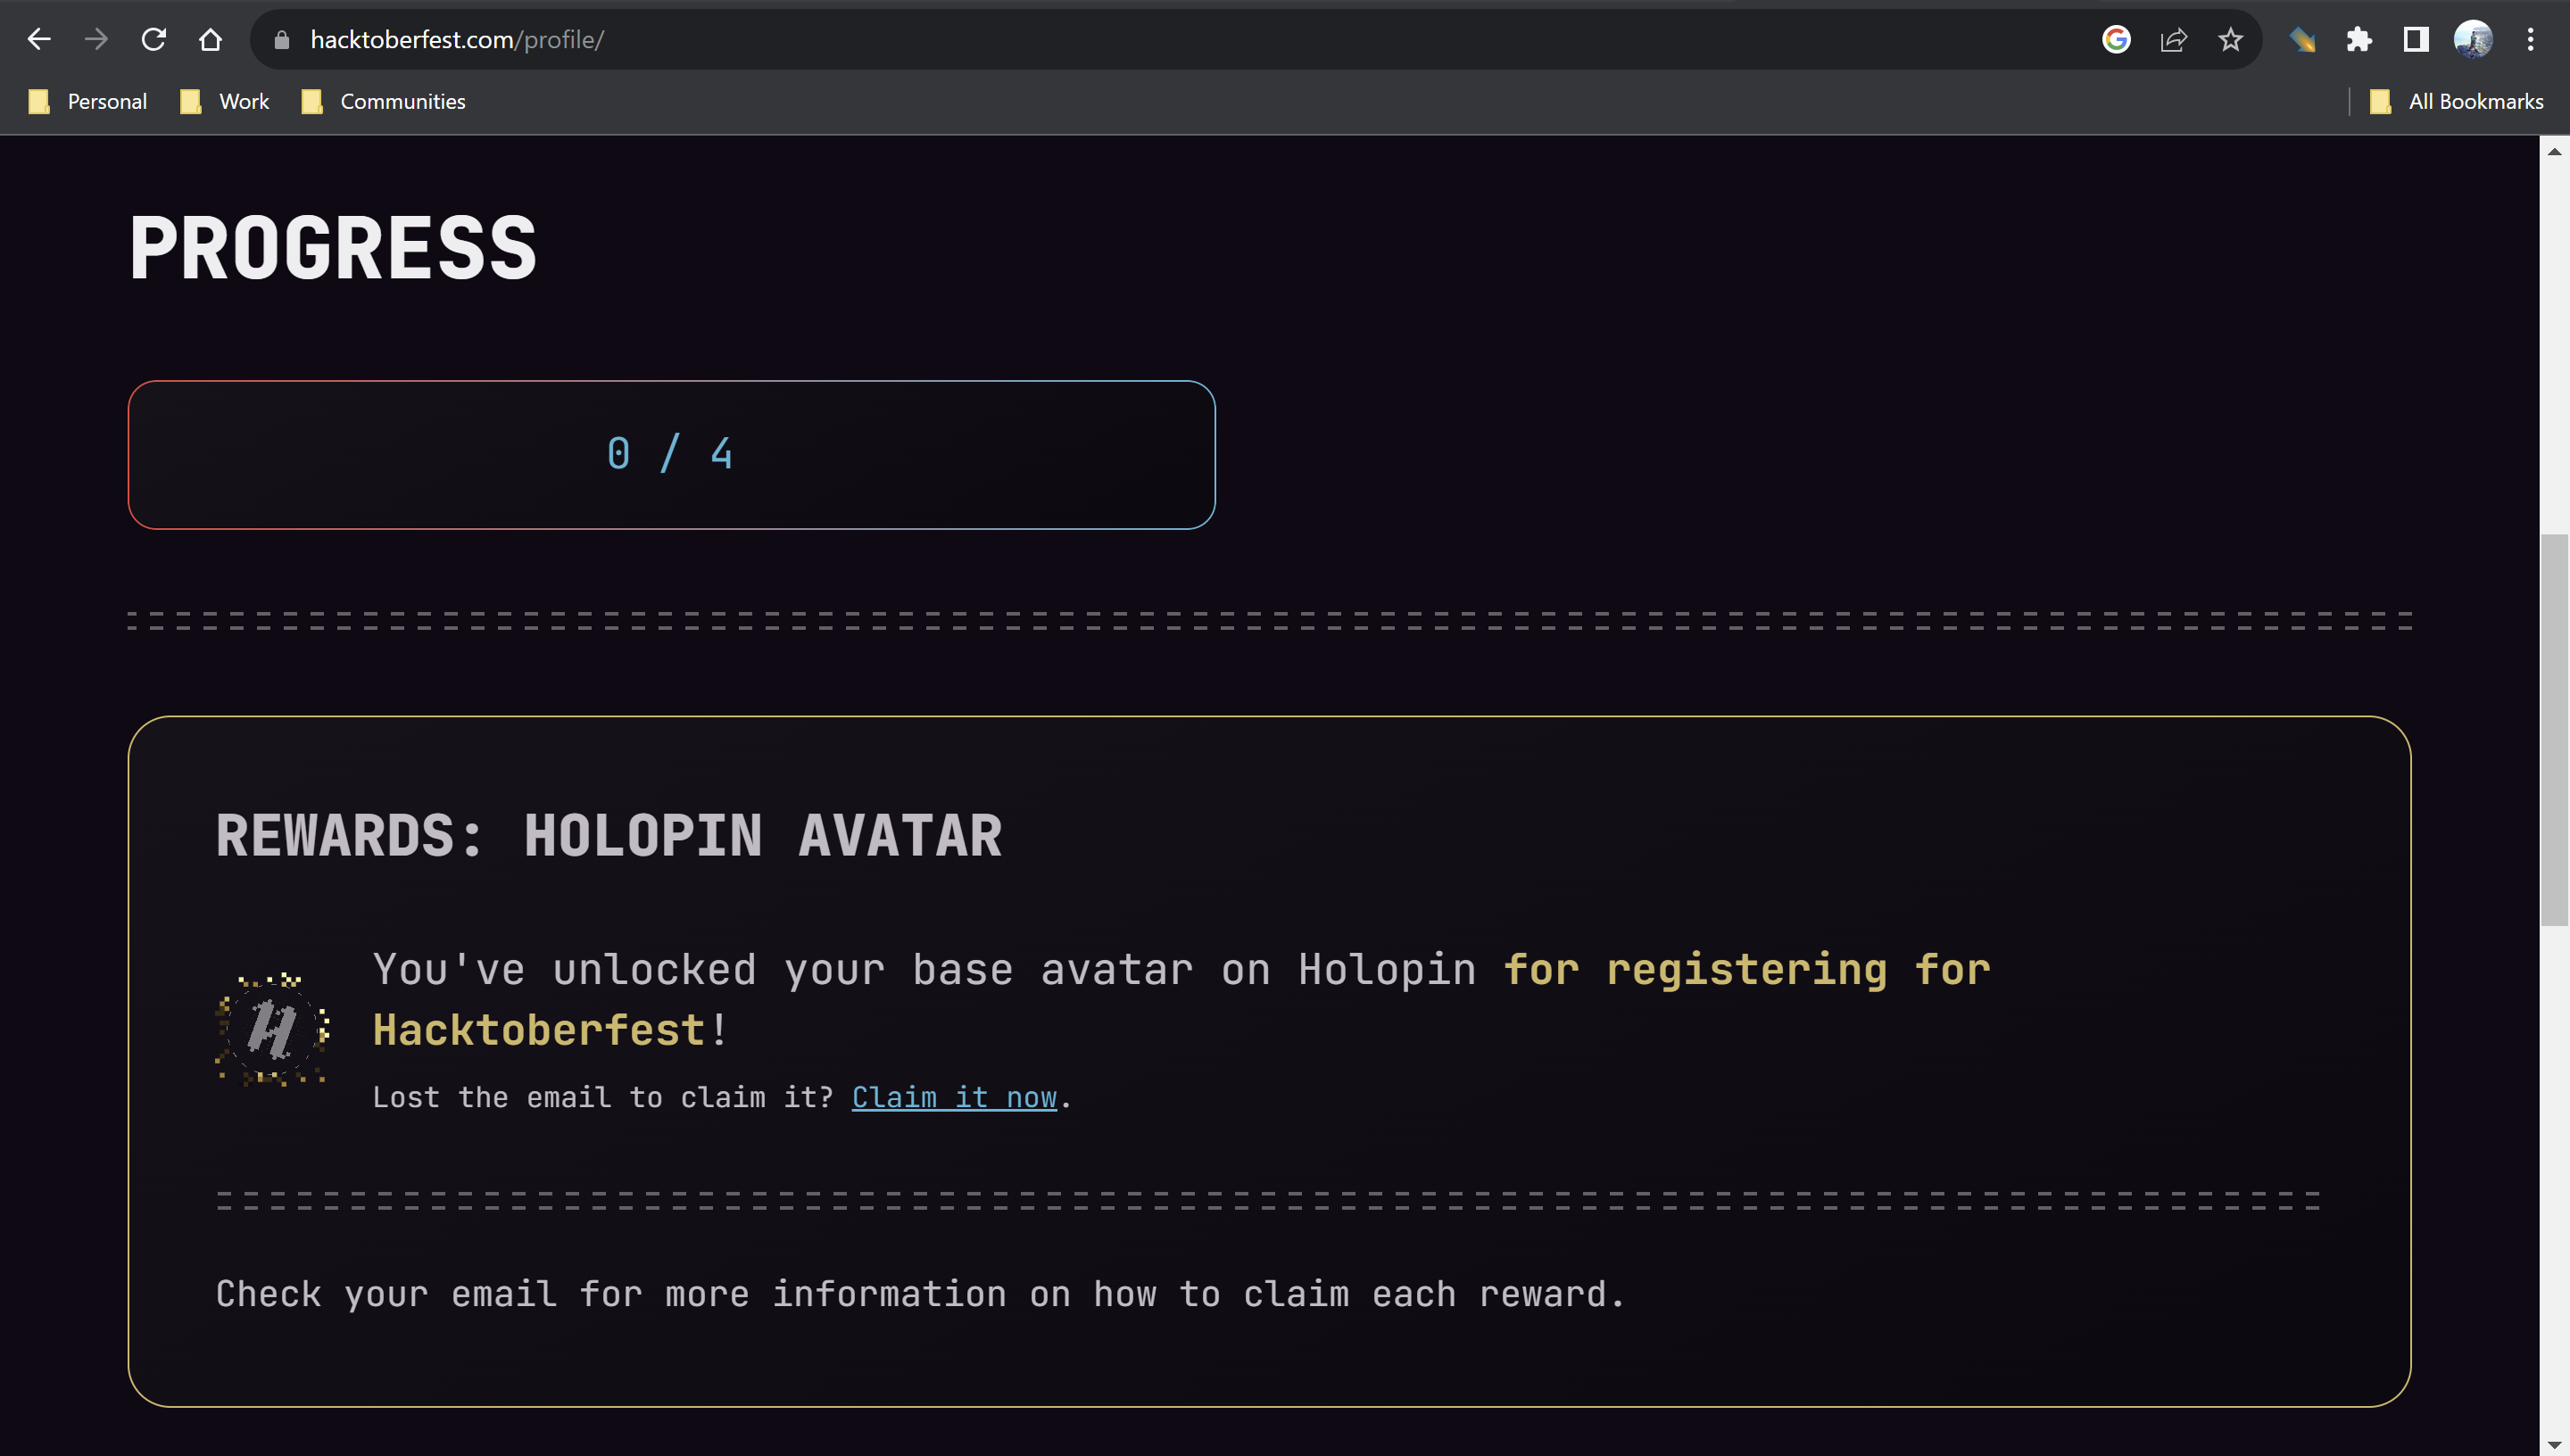 hacktoberfest.com/profile/
Personal
Work
Communities
All Bookmarks
PROGRESS
0 / 4
REWARDS: HOLOPIN AVATAR
You've unlocked your base avatar on Holopin for registering for
Hacktoberfest!
Lost the email to claim it? Claim it now.
Check your email for more information on how to claim each reward.